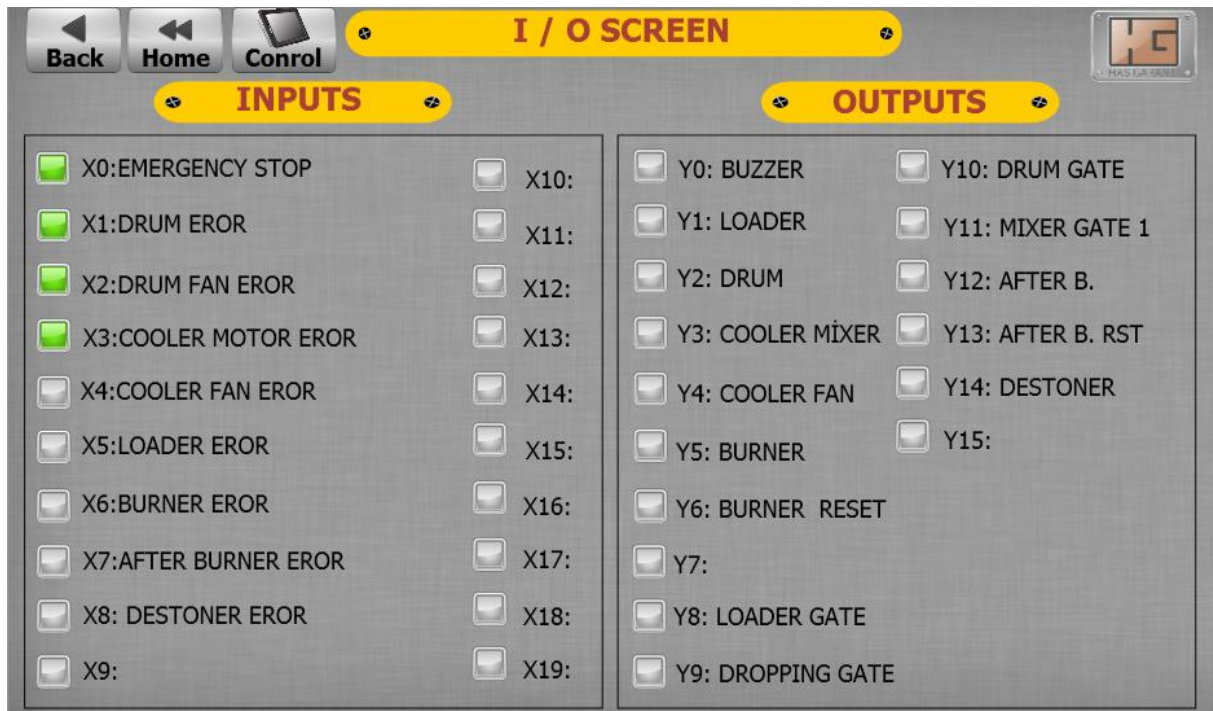 I / O SCREEN
Back
Home
Conrol
HAS GARANTİ
INPUTS
X0:EMERGENCY STOP
X1:DRUM EROR
X2:DRUM FAN EROR
X3:COOLER MOTOR EROR
X4:COOLER FAN EROR
X5:LOADER EROR
X6:BURNER EROR
X7:AFTER BURNER EROR
X8: DESTONER EROR
X9:
X10:
X11:
X12:
X13:
X14:
X15:
X16:
X17:
X18:
X19:
OUTPUTS
Y0: BUZZER
Y1: LOADER
Y2: DRUM
Y3: COOLER MİXER
Y4: COOLER FAN
Y5: BURNER
Y6: BURNER RESET
Y7:
Y8: LOADER GATE
Y9: DROPPING GATE
Y10: DRUM GATE
Y11: MIXER GATE 1
Y12: AFTER B.
Y13: AFTER B. RST
Y14: DESTONER
Y15: